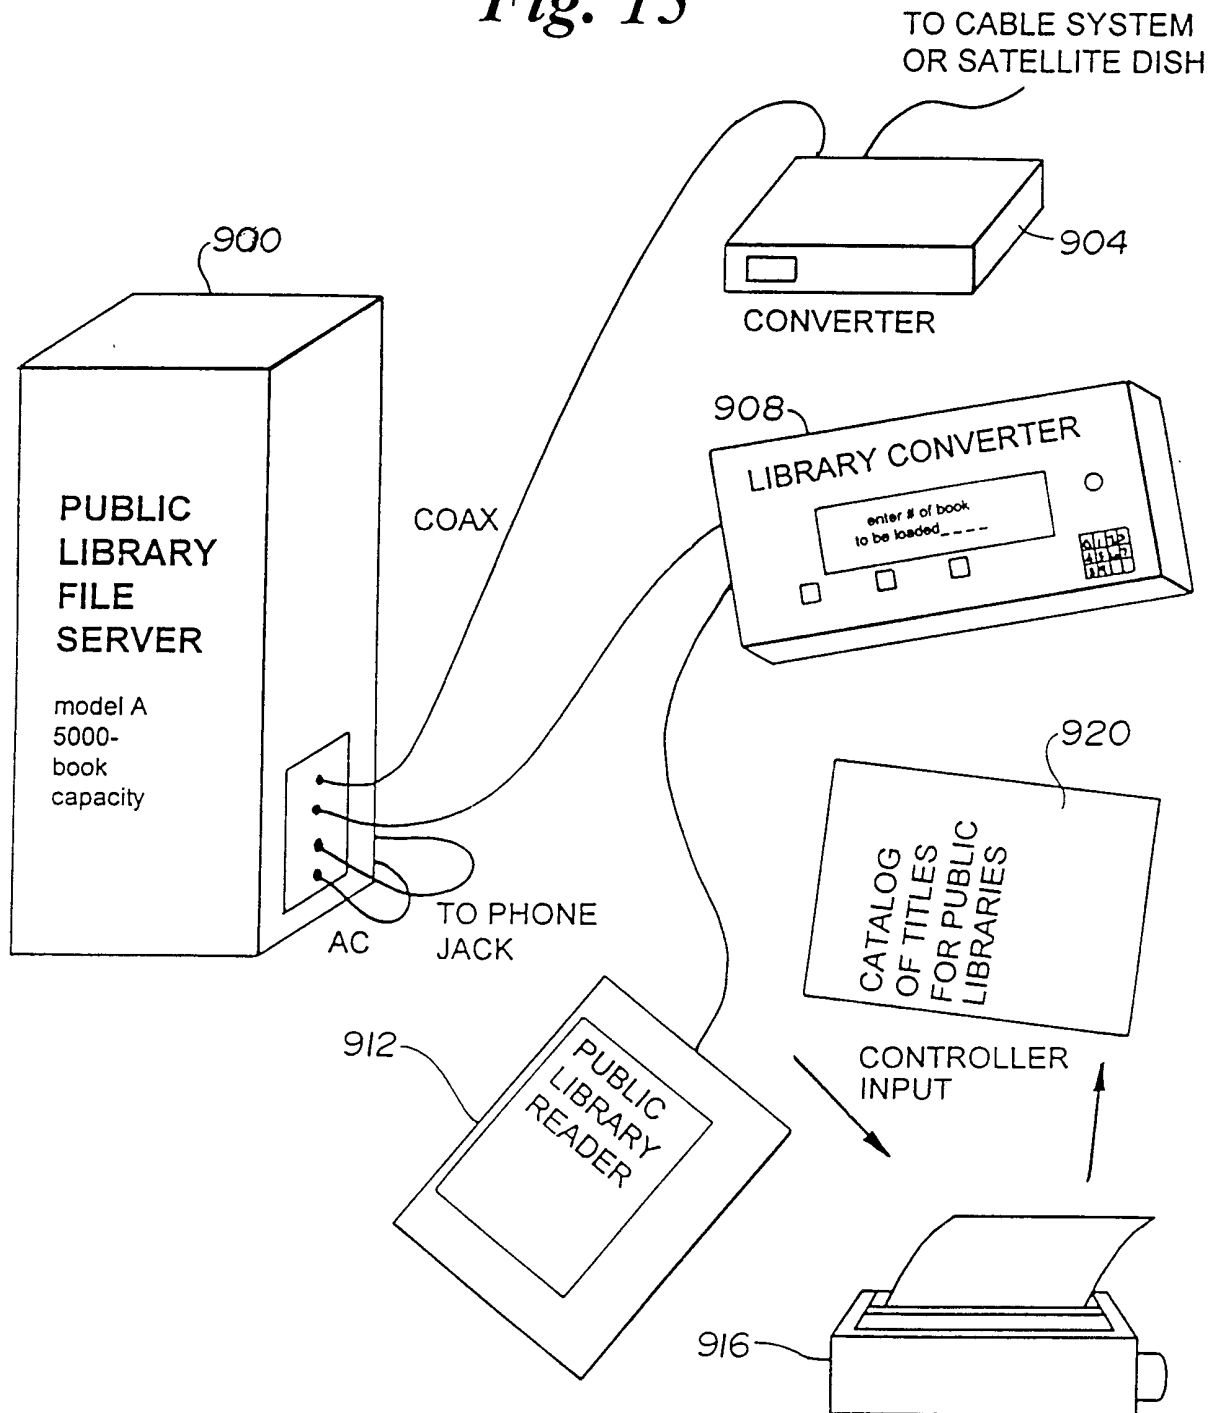 Fig. 15
TO CABLE SYSTEM
OR SATELLITE DISH
900
904
CONVERTER
908
LIBRARY CONVERTER
enter # of book
to be loaded____
COAX
PUBLIC
LIBRARY
FILE
SERVER
model A
5000-
book
capacity
AC
TO PHONE
JACK
920
CATALOG
OF TITLES
FOR PUBLIC
LIBRARIES
CONTROLLER
INPUT
912
PUBLIC
LIBRARY
READER
916